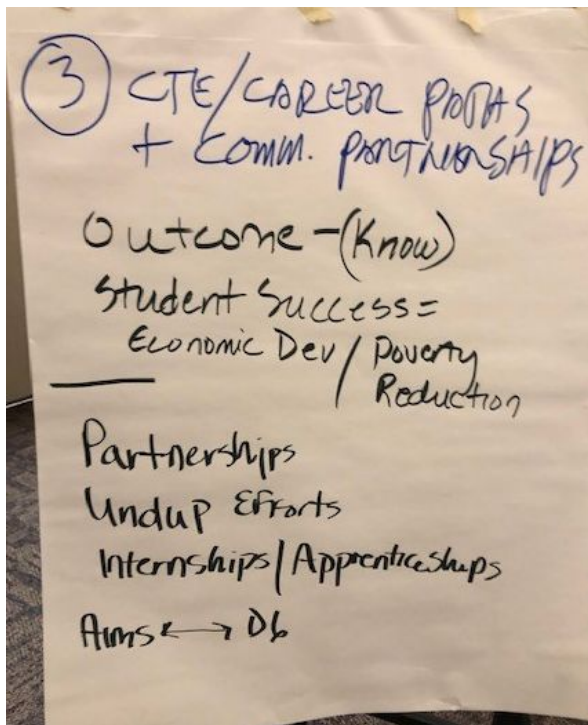 3 CTE/CAREER PATHS
+ COMM. PARTNERSHIPS
Outcome - (Know)
Student Success =
Economic Dev / Poverty
Reduction
Partnerships
Undup Efforts
Internships/Apprenticeships
Aims ↔ D6